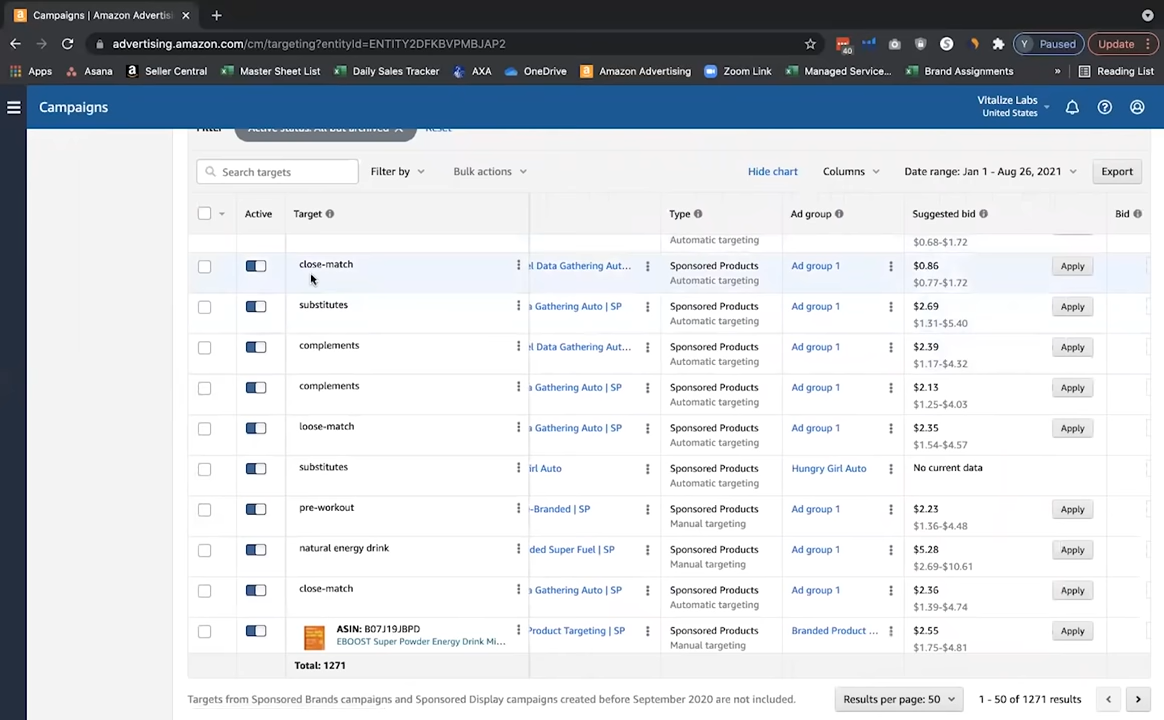 Campaigns | Amazon Advertisi
advertising.amazon.com/cm/targeting?entityId=ENTITY2DFKBVPMBJAP2
40
Y Paused
Update
Apps
Asana
Seller Central
Master Sheet List
Daily Sales Tracker
AXA
OneDrive
Amazon Advertising
Zoom Link
Managed Service...
Brand Assignments
»
Reading List
Campaigns
Vitalize Labs
United States
Filter
Active status: All but archived
Reset
Search targets
Filter by
Bulk actions
Hide chart
Columns
Date range: Jan 1 - Aug 26, 2021
Export
Active
Target
Type
Ad group
Suggested bid
Bid
Automatic targeting
$0.68-$1.72
close-match
el Data Gathering Aut...
Sponsored Products
Automatic targeting
Ad group 1
$0.86
$0.77-$1.72
Apply
substitutes
Gathering Auto | SP
Sponsored Products
Automatic targeting
Ad group 1
$2.69
$1.31-$5.40
Apply
complements
el Data Gathering Aut...
Sponsored Products
Automatic targeting
Ad group 1
$2.39
$1.17-$4.32
Apply
complements
a Gathering Auto | SP
Sponsored Products
Automatic targeting
Ad group 1
$2.13
$1.25-$4.03
Apply
loose-match
a Gathering Auto | SP
Sponsored Products
Automatic targeting
Ad group 1
$2.35
$1.54-$4.57
Apply
substitutes
irl Auto
Sponsored Products
Automatic targeting
Hungry Girl Auto
No current data
pre-workout
-Branded | SP
Sponsored Products
Manual targeting
Ad group 1
$2.23
$1.36-$4.48
Apply
natural energy drink
ded Super Fuel | SP
Sponsored Products
Manual targeting
Ad group 1
$5.28
$2.69-$10.61
Apply
close-match
a Gathering Auto | SP
Sponsored Products
Automatic targeting
Ad group 1
$2.36
$1.39-$4.74
Apply
ASIN: B07J19JBPD
EBOOST Super Powder Energy Drink Mi...
Product Targeting | SP
Sponsored Products
Manual targeting
Branded Product ...
$2.55
$1.75-$4.81
Apply
Total: 1271
Targets from Sponsored Brands campaigns and Sponsored Display campaigns created before September 2020 are not included.
Results per page: 50
1 - 50 of 1271 results